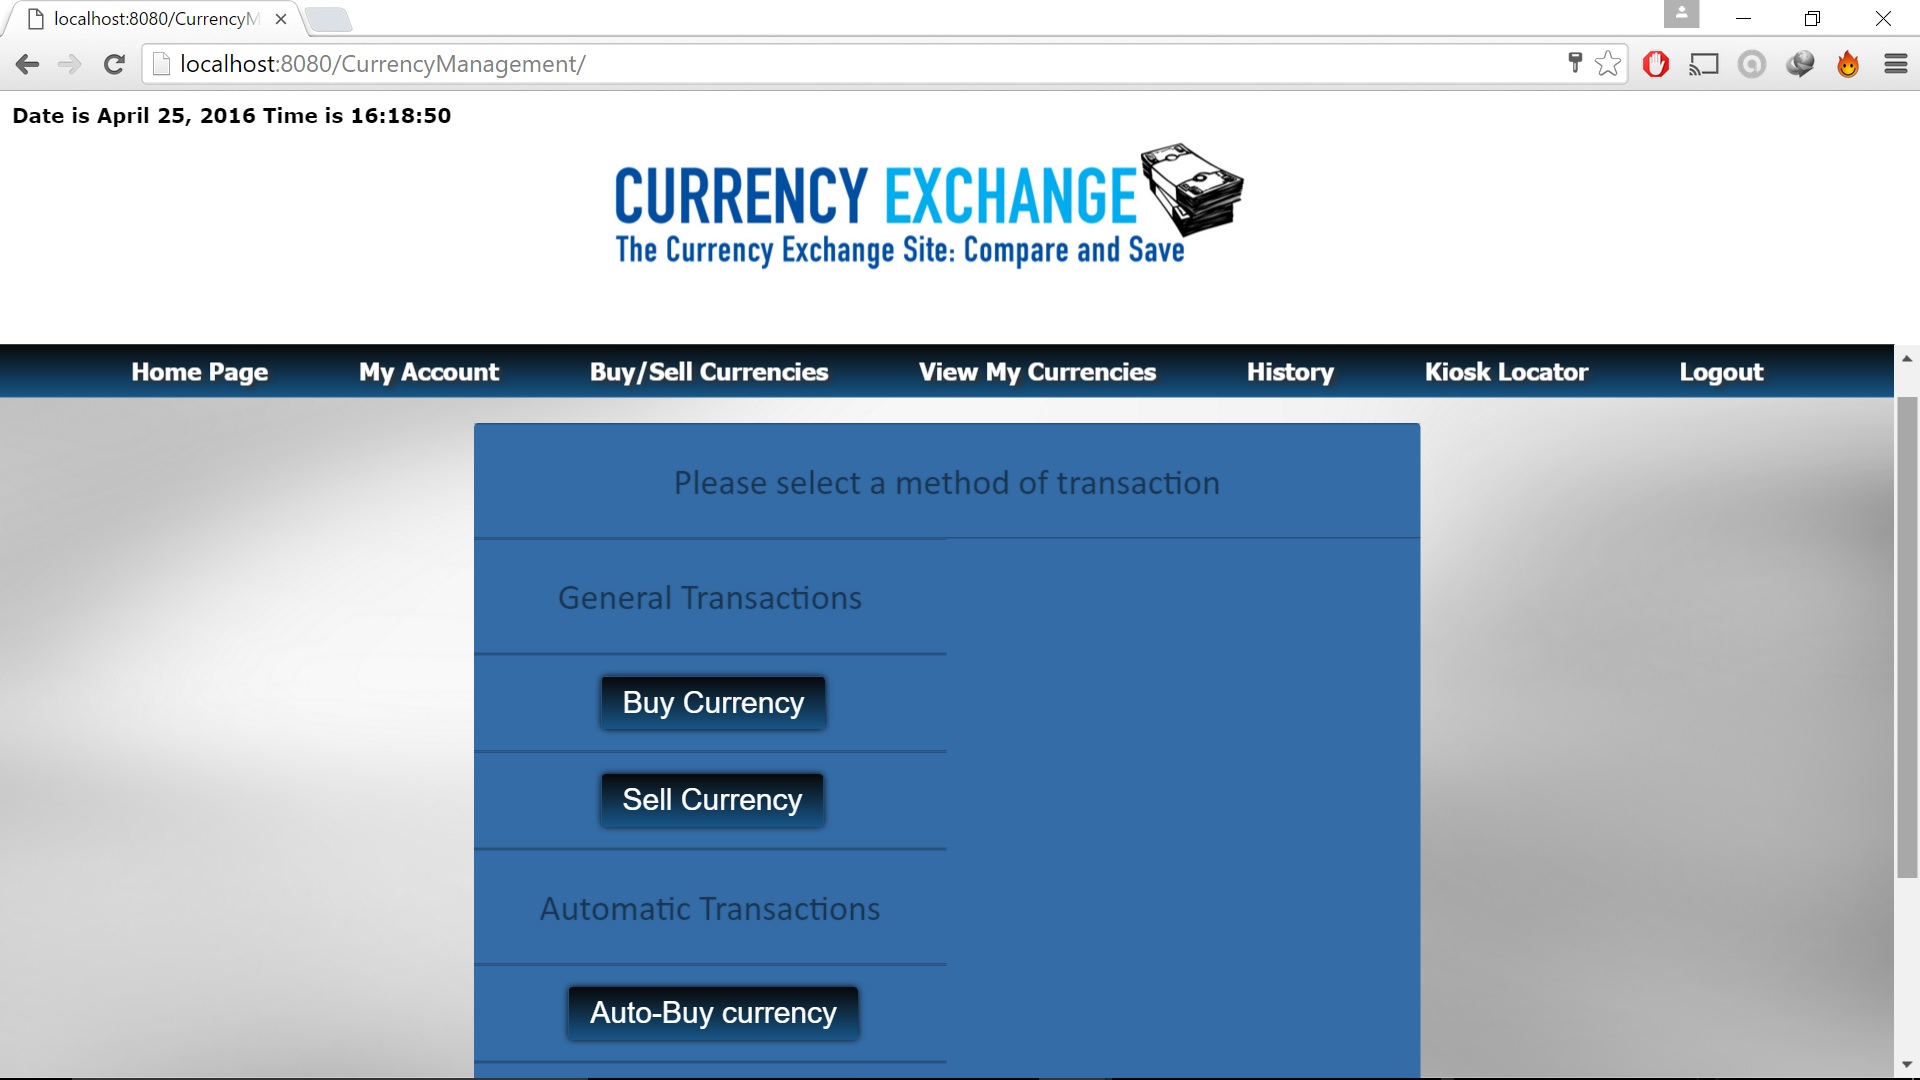 localhost:8080/CurrencyM
localhost:8080/CurrencyManagement/
Date is April 25, 2016 Time is 16:18:50
CURRENCY EXCHANGE
The Currency Exchange Site: Compare and Save
Home Page My Account Buy/Sell Currencies View My Currencies History Kiosk Locator Logout
Please select a method of transaction
General Transactions
Buy Currency
Sell Currency
Automatic Transactions
Auto-Buy currency